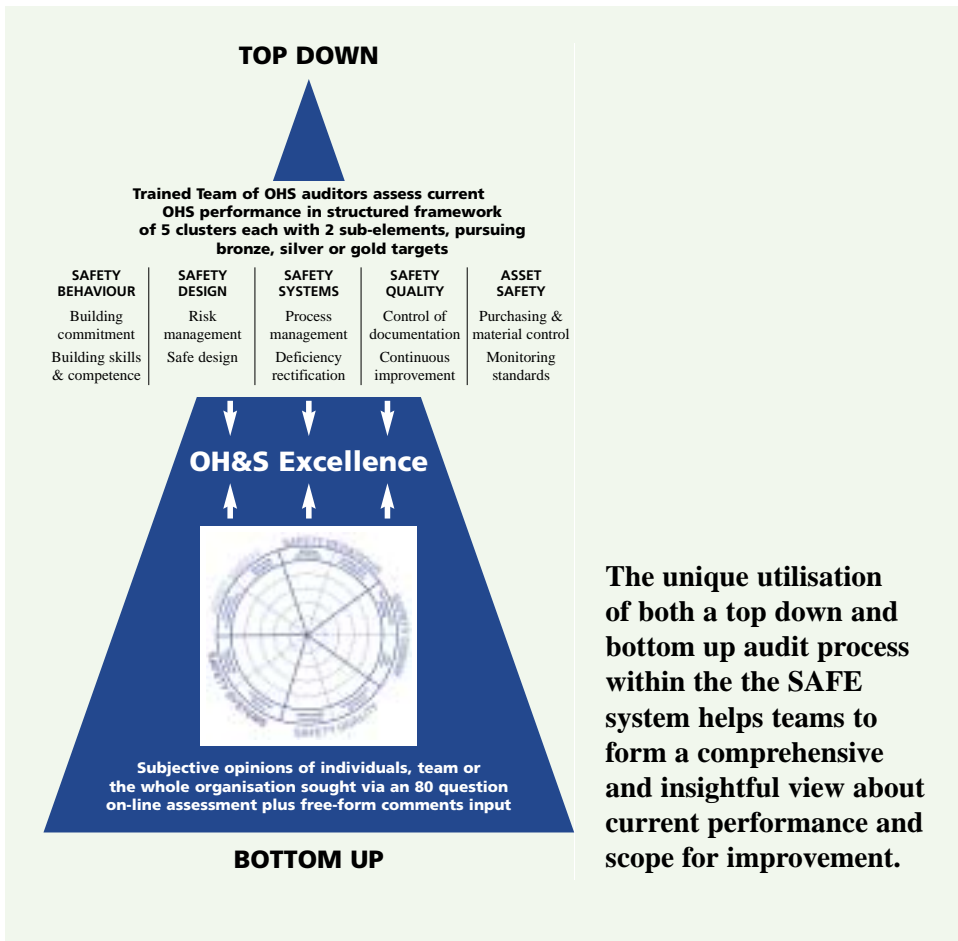 TOP DOWN
Trained Team of OHS auditors assess current
OHS performance in structured framework
of 5 clusters each with 2 sub-elements, pursuing
bronze, silver or gold targets
SAFETY
BEHAVIOUR
Building
commitment
Building skills
& competence
SAFETY
DESIGN
Risk
management
Safe design
SAFETY
SYSTEMS
Process
management
Deficiency
rectification
SAFETY
QUALITY
Control of
documentation
Continuous
improvement
ASSET
SAFETY
Purchasing &
material control
Monitoring
standards
OH&S Excellence
SAFETY SYSTEMS
SAFETY QUALITY
Subjective opinions of individuals, team or
the whole organisation sought via an 80 question
on-line assessment plus free-form comments input
BOTTOM UP
The unique utilisation
of both a top down and
bottom up audit process
within the the SAFE
system helps teams to
form a comprehensive
and insightful view about
current performance and
scope for improvement.